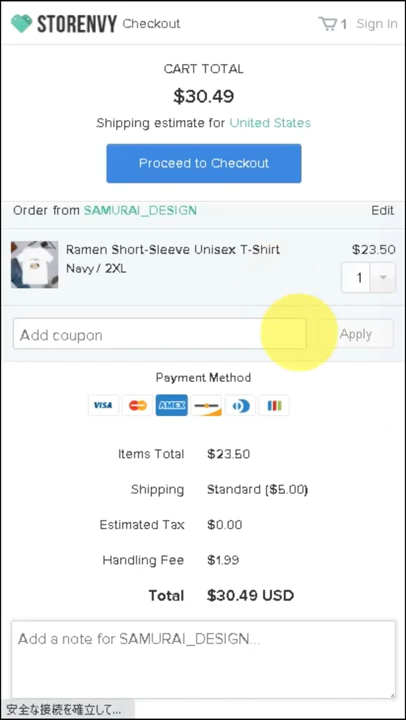 STORENVY Checkout 1 Sign In
CART TOTAL
$30.49
Shipping estimate for United States
Proceed to Checkout
Order from SAMURAI_DESIGN Edit
Ramen Short-Sleeve Unisex T-Shirt $23.50
Navy / 2XL 1
Add coupon Apply
Payment Method
VISA AMEX
Items Total $23.50
Shipping Standard ($5.00)
Estimated Tax $0.00
Handling Fee $1.99
Total $30.49 USD
Add a note for SAMURAI_DESIGN...
安全な接続を確立して...